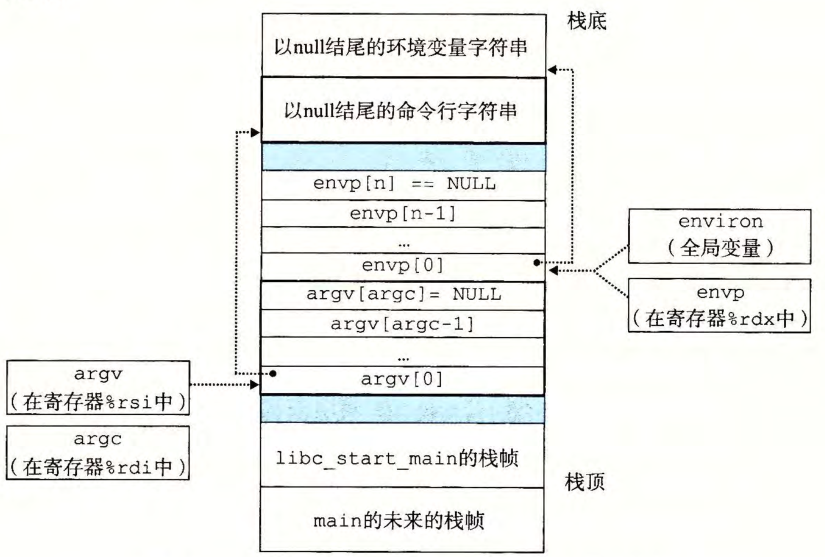 栈底
以null结尾的环境变量字符串
以null结尾的命令行字符串
envp[n] == NULL
envp[n-1]
…
envp[0]
argv[argc]= NULL
argv[argc-1]
…
argv[0]
environ
(全局变量)
envp
(在寄存器%rdx中)
argv
(在寄存器%rsi中)
argc
(在寄存器%rdi中)
libc_start_main的栈帧
栈顶
main的未来的栈帧